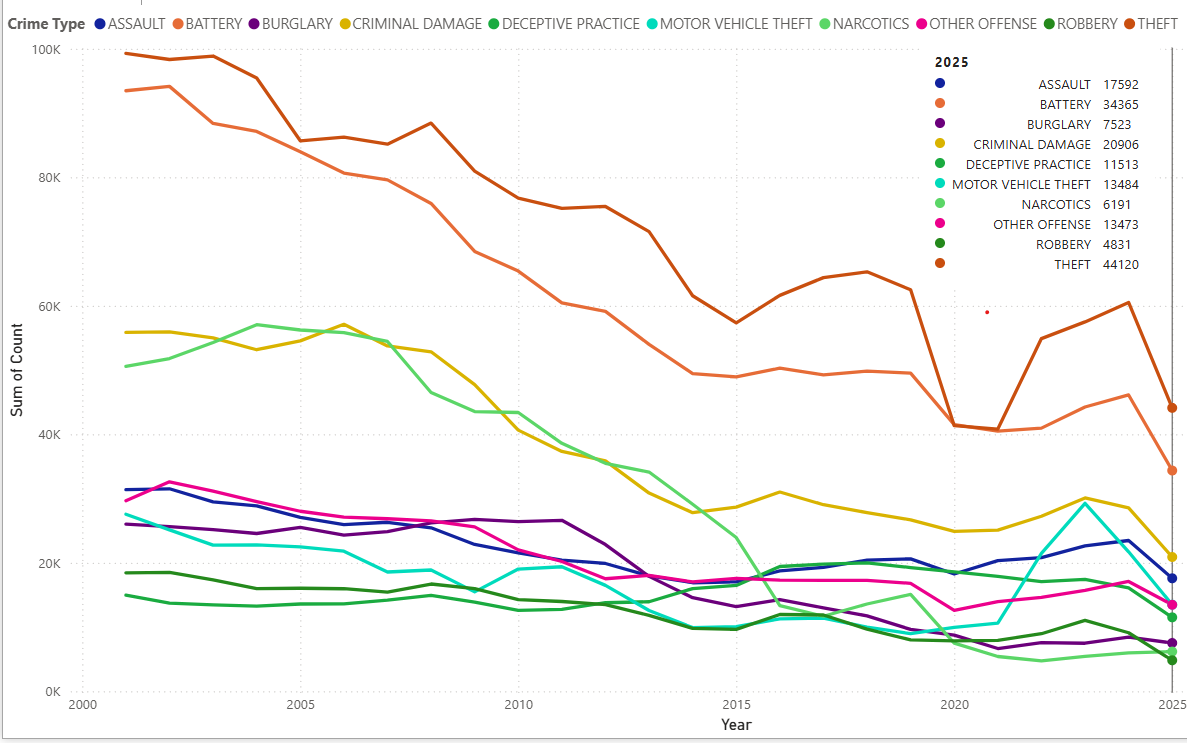 Crime Type ASSAULT BATTERY BURGLARY CRIMINAL DAMAGE DECEPTIVE PRACTICE MOTOR VEHICLE THEFT NARCOTICS OTHER OFFENSE ROBBERY THEFT
100K
80K
60K
40K
20K
0K
Sum of Count
2025
ASSAULT 17592
BATTERY 34365
BURGLARY 7523
CRIMINAL DAMAGE 20906
DECEPTIVE PRACTICE 11513
MOTOR VEHICLE THEFT 13484
NARCOTICS 6191
OTHER OFFENSE 13473
ROBBERY 4831
THEFT 44120
2000 2005 2010 2015 2020 2025
Year